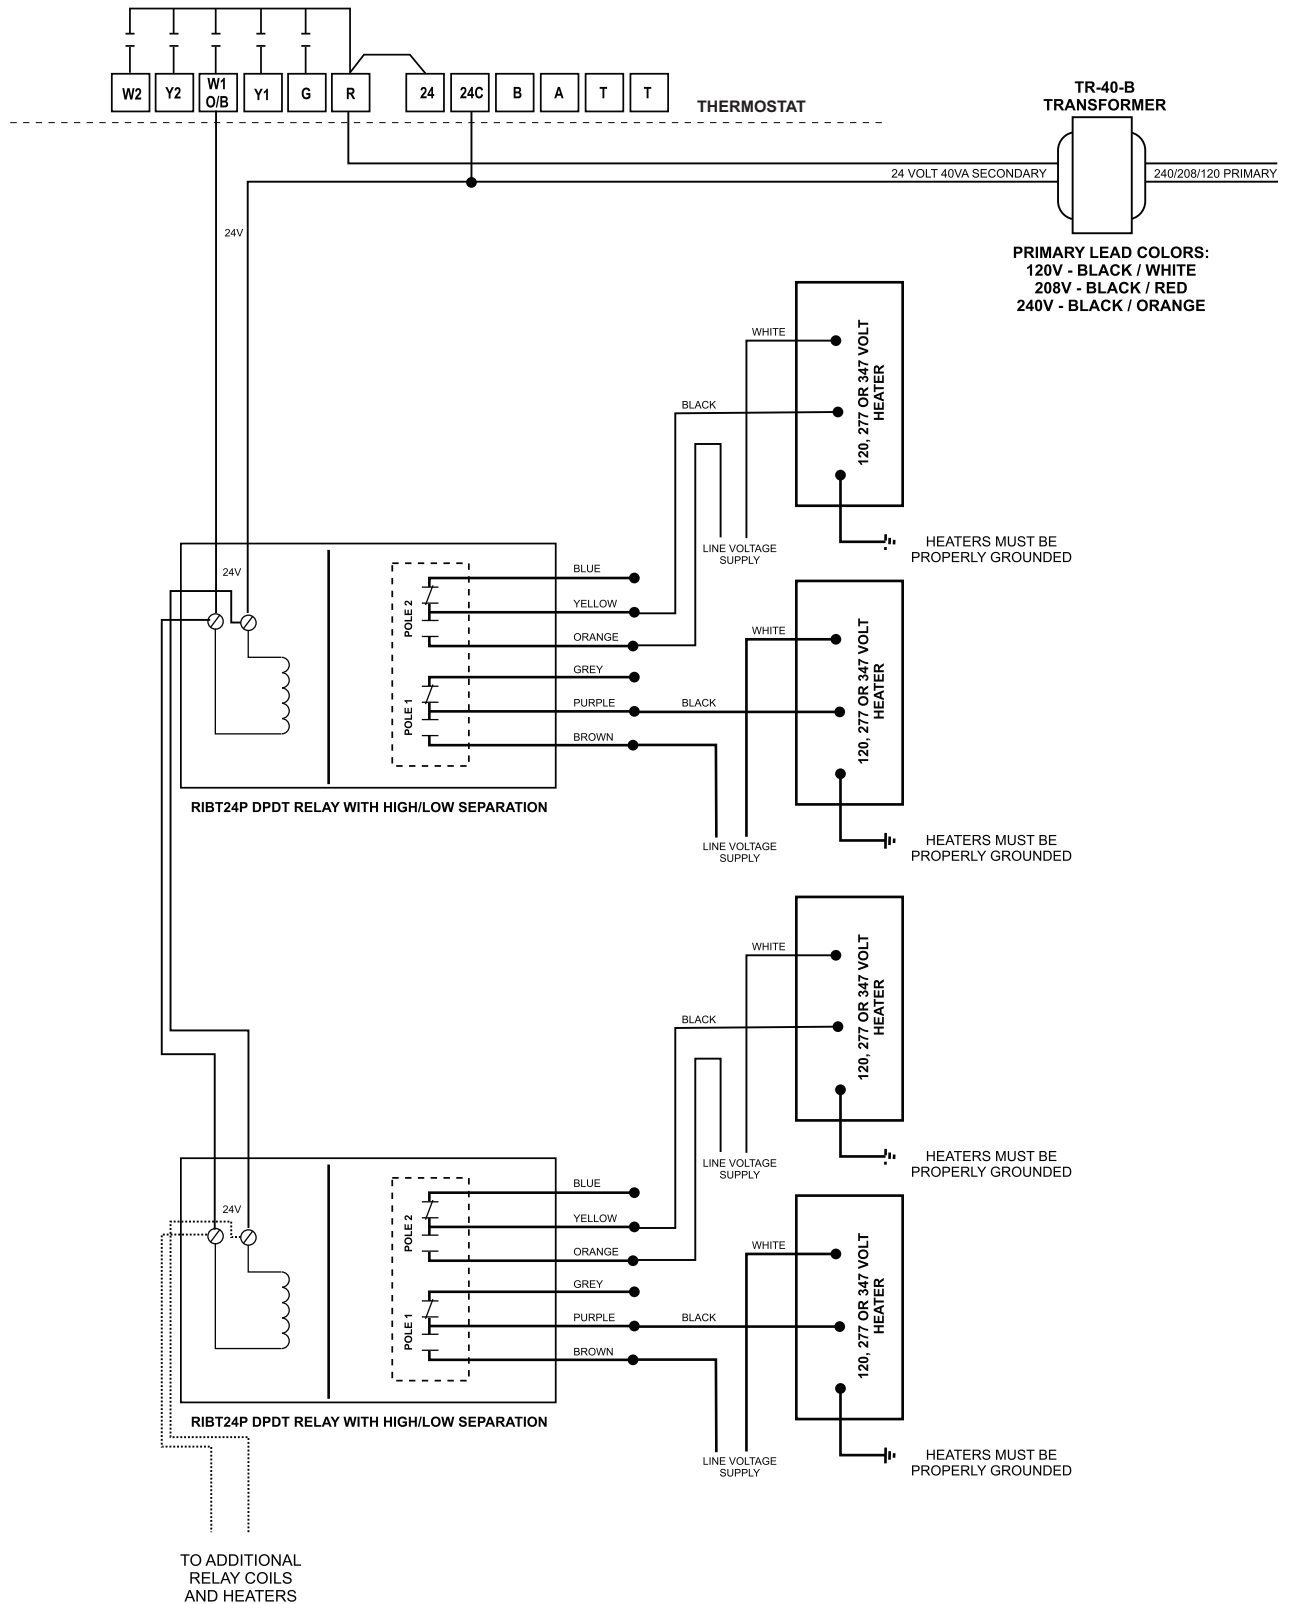 W2
Y2
W1
O/B
Y1
G
R
24
24C
B
A
T
T
THERMOSTAT
TR-40-B
TRANSFORMER
24 VOLT 40VA SECONDARY
240/208/120 PRIMARY
PRIMARY LEAD COLORS:
120V - BLACK / WHITE
208V - BLACK / RED
240V - BLACK / ORANGE
24V
WHITE
BLACK
120, 277 OR 347 VOLT
HEATER
LINE VOLTAGE
SUPPLY
HEATERS MUST BE
PROPERLY GROUNDED
24V
POLE 2
BLUE
YELLOW
ORANGE
POLE 1
GREY
PURPLE
BROWN
WHITE
BLACK
120, 277 OR 347 VOLT
HEATER
RIBT24P DPDT RELAY WITH HIGH/LOW SEPARATION
LINE VOLTAGE
SUPPLY
HEATERS MUST BE
PROPERLY GROUNDED
WHITE
BLACK
120, 277 OR 347 VOLT
HEATER
LINE VOLTAGE
SUPPLY
HEATERS MUST BE
PROPERLY GROUNDED
24V
POLE 2
BLUE
YELLOW
ORANGE
POLE 1
GREY
PURPLE
BROWN
WHITE
BLACK
120, 277 OR 347 VOLT
HEATER
RIBT24P DPDT RELAY WITH HIGH/LOW SEPARATION
LINE VOLTAGE
SUPPLY
HEATERS MUST BE
PROPERLY GROUNDED
TO ADDITIONAL
RELAY COILS
AND HEATERS